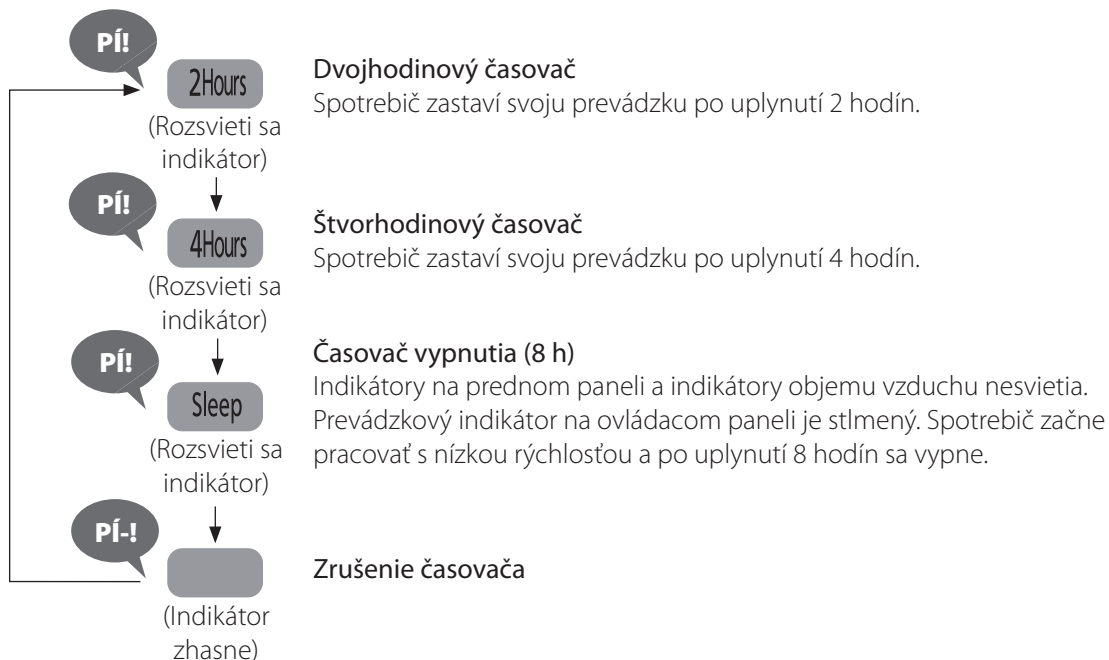 PÍ!
2Hours
(Rozsvieti sa
indikátor)
Dvojhodinový časovač
Spotrebič zastaví svoju prevádzku po uplynutí 2 hodín.
PÍ!
4Hours
(Rozsvieti sa
indikátor)
Štvorhodinový časovač
Spotrebič zastaví svoju prevádzku po uplynutí 4 hodín.
PÍ!
Sleep
(Rozsvieti sa
indikátor)
Časovač vypnutia (8 h)
Indikátory na prednom paneli a indikátory objemu vzduchu nesvietia.
Prevádzkový indikátor na ovládacom paneli je stlmený. Spotrebič začne
pracovať s nízkou rýchlosťou a po uplynutí 8 hodín sa vypne.
PÍ-!
(Indikátor
zhasne)
Zrušenie časovača